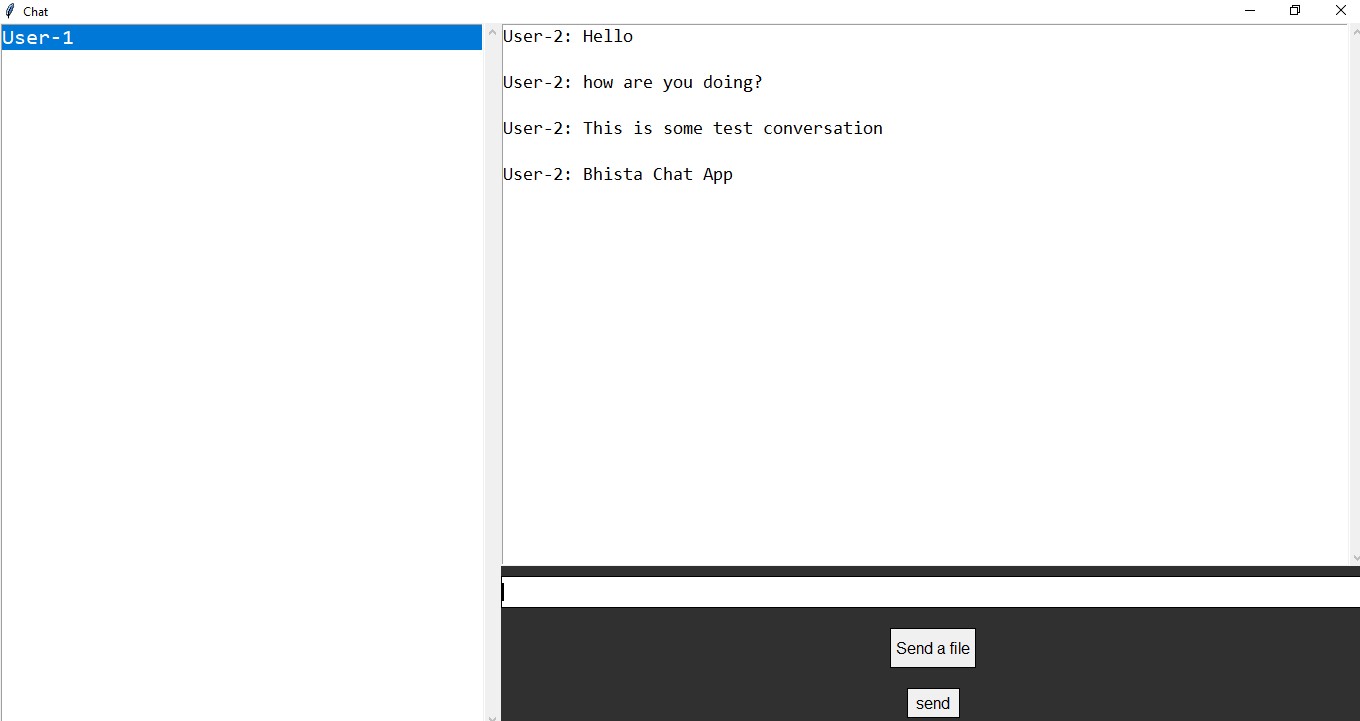 Chat
User-1
User-2: Hello
User-2: how are you doing?
User-2: This is some test conversation
User-2: Bhista Chat App
Send a file
send